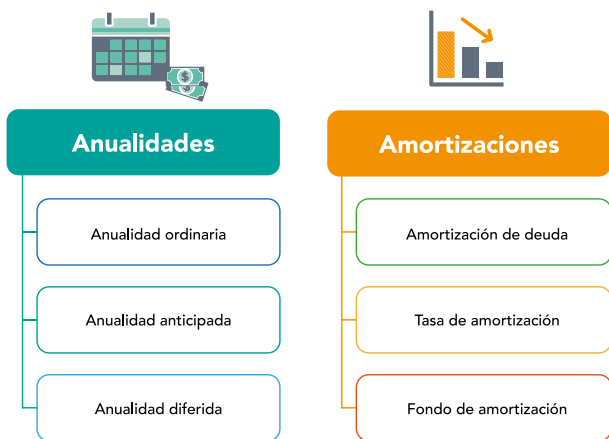 Anualidades
Anualidad ordinaria
Anualidad anticipada
Anualidad diferida
Amortizaciones
Amortización de deuda
Tasa de amortización
Fondo de amortización